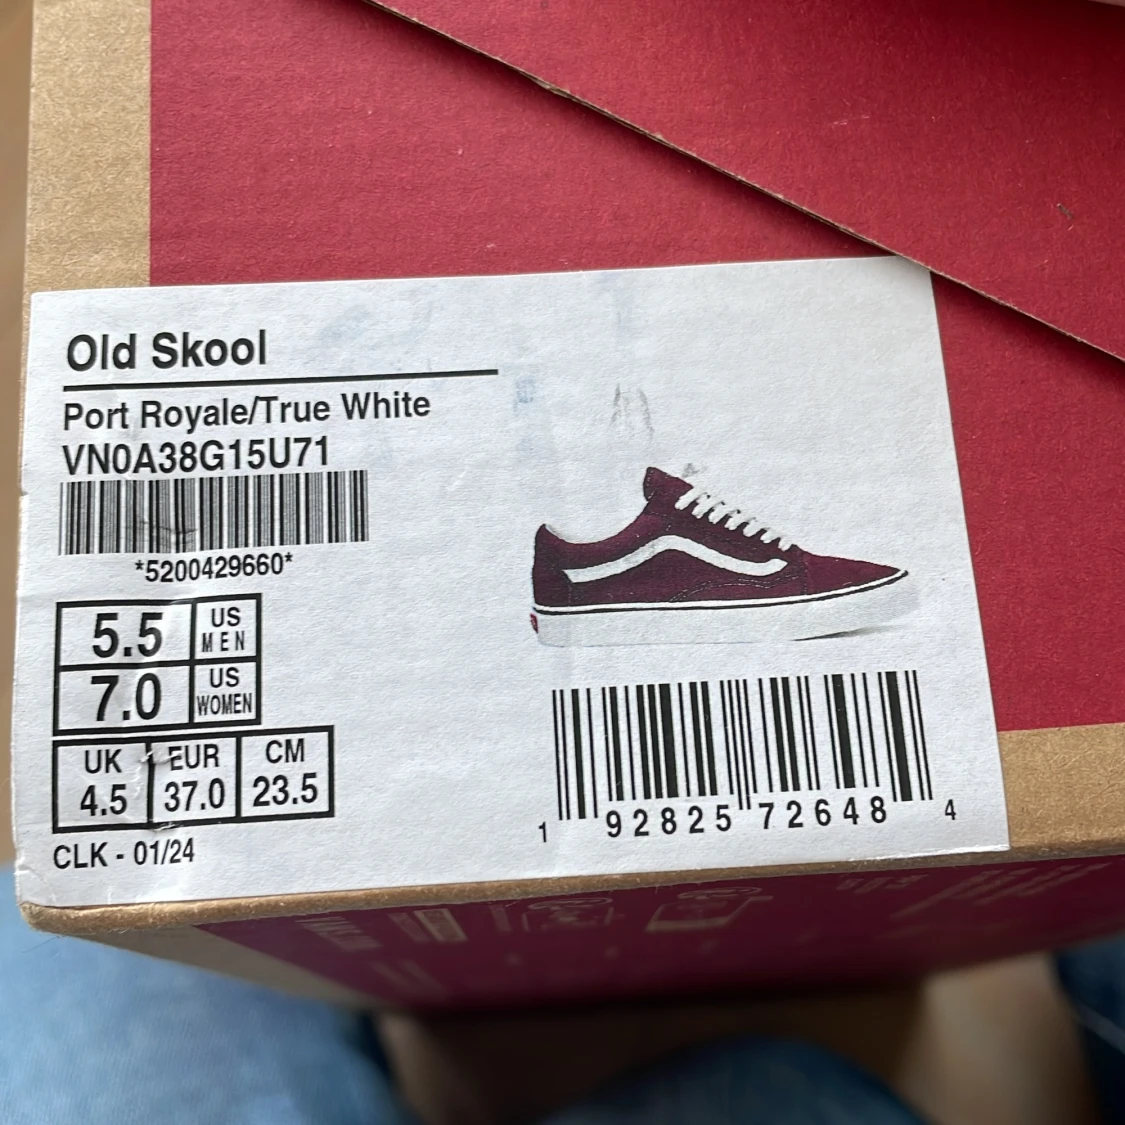 Old Skool
Port Royale/True White
VN0A38G15U71
*5200429660*
5.5 US MEN
7.0 US WOMEN
UK EUR CM
4.5 37.0 23.5
CLK - 01/24
1 92825 72648 4